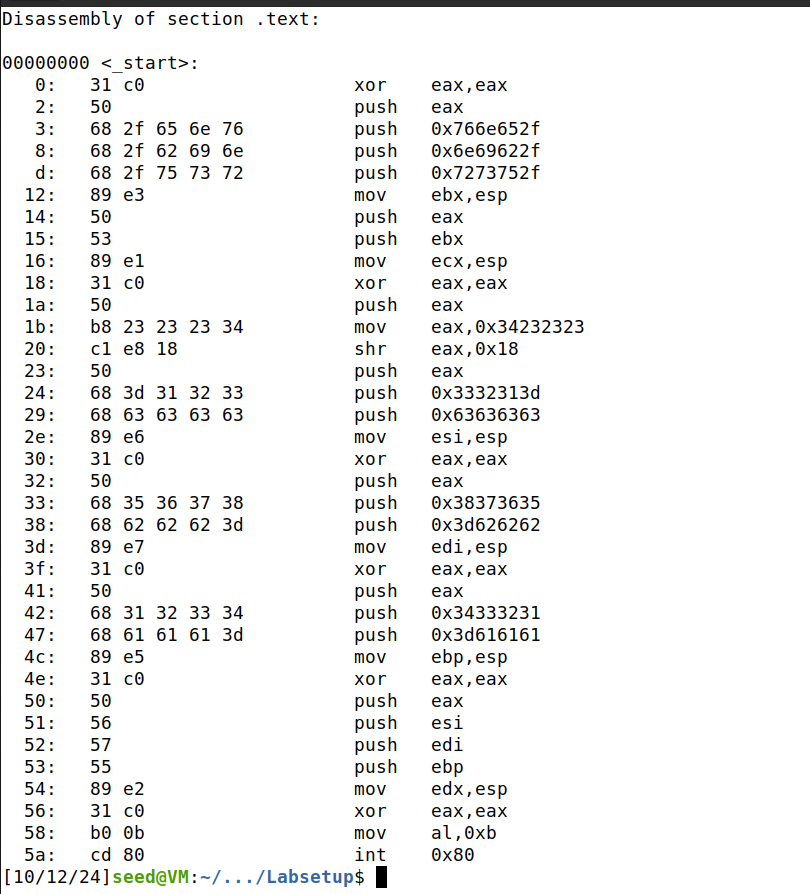 Disassembly of section .text:

00000000 <_start>:
   0:   31 c0                   xor    eax,eax
   2:   50                      push   eax
   3:   68 2f 65 6e 76          push   0x766e652f
   8:   68 2f 62 69 6e          push   0x6e69622f
   d:   68 2f 75 73 72          push   0x7273752f
  12:   89 e3                   mov    ebx,esp
  14:   50                      push   eax
  15:   53                      push   ebx
  16:   89 e1                   mov    ecx,esp
  18:   31 c0                   xor    eax,eax
  1a:   50                      push   eax
  1b:   b8 23 23 23 34          mov    eax,0x34232323
  20:   c1 e8 18                shr    eax,0x18
  23:   50                      push   eax
  24:   68 3d 31 32 33          push   0x3332313d
  29:   68 63 63 63 63          push   0x63636363
  2e:   89 e6                   mov    esi,esp
  30:   31 c0                   xor    eax,eax
  32:   50                      push   eax
  33:   68 35 36 37 38          push   0x38373635
  38:   68 62 62 62 3d          push   0x3d626262
  3d:   89 e7                   mov    edi,esp
  3f:   31 c0                   xor    eax,eax
  41:   50                      push   eax
  42:   68 31 32 33 34          push   0x34333231
  47:   68 61 61 61 3d          push   0x3d616161
  4c:   89 e5                   mov    ebp,esp
  4e:   31 c0                   xor    eax,eax
  50:   50                      push   eax
  51:   56                      push   esi
  52:   57                      push   edi
  53:   55                      push   ebp
  54:   89 e2                   mov    edx,esp
  56:   31 c0                   xor    eax,eax
  58:   b0 0b                   mov    al,0xb
  5a:   cd 80                   int    0x80
[10/12/24]seed@VM:~/.../Labsetup$